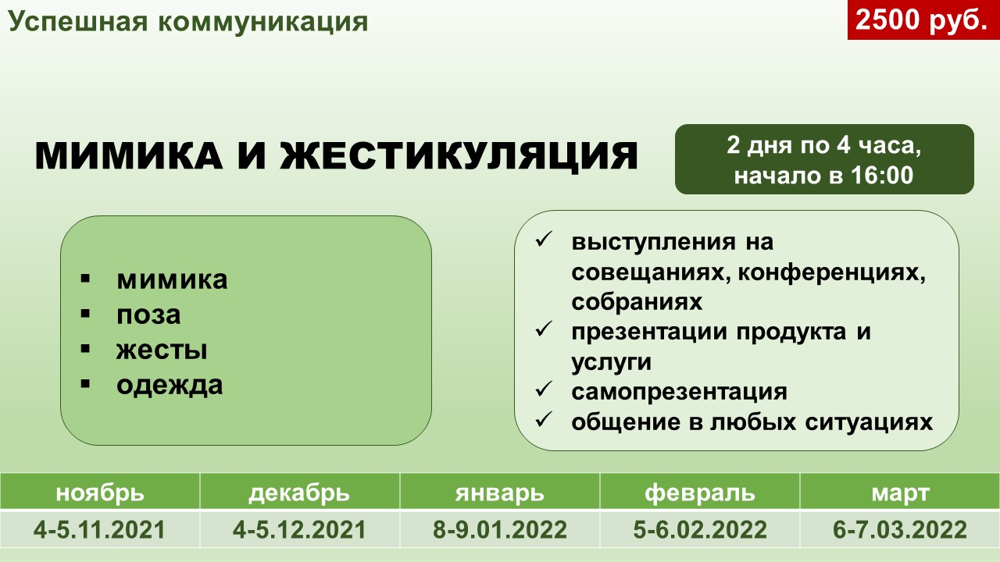 Успешная коммуникация
2500 руб.
МИМИКА И ЖЕСТИКУЛЯЦИЯ
2 дня по 4 часа,
начало в 16:00
▪ мимика
▪ поза
▪ жесты
▪ одежда
✓ выступления на
совещаниях, конференциях,
собраниях
✓ презентации продукта и
услуги
✓ самопрезентация
✓ общение в любых ситуациях
ноябрь декабрь январь февраль март
4-5.11.2021 4-5.12.2021 8-9.01.2022 5-6.02.2022 6-7.03.2022